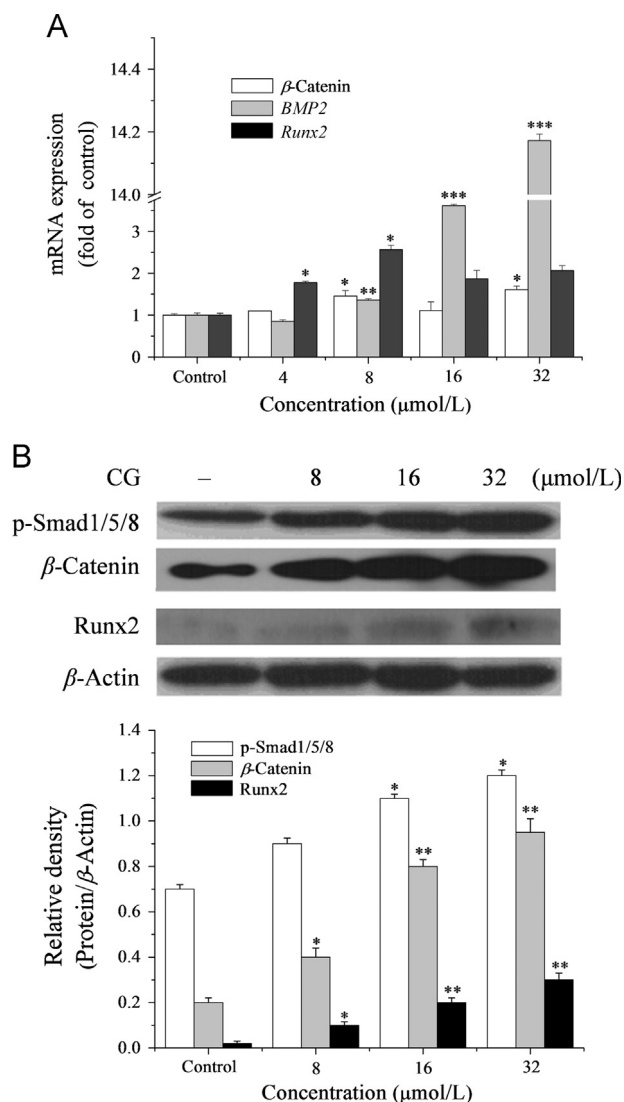 A
14.4
14.2
14.0
3
2
1
0
mRNA expression
(fold of control)
β-Catenin
BMP2
Runx2
*
*
**
*
***
*
***
Control 4 8 16 32
Concentration (μmol/L)
B
CG – 8 16 32 (μmol/L)
p-Smad1/5/8
β-Catenin
Runx2
β-Actin
1.4
1.2
1.0
0.8
0.6
0.4
0.2
0.0
Relative density
(Protein/β-Actin)
p-Smad1/5/8
β-Catenin
Runx2
*
*
*
**
**
*
**
**
Control 8 16 32
Concentration (μmol/L)